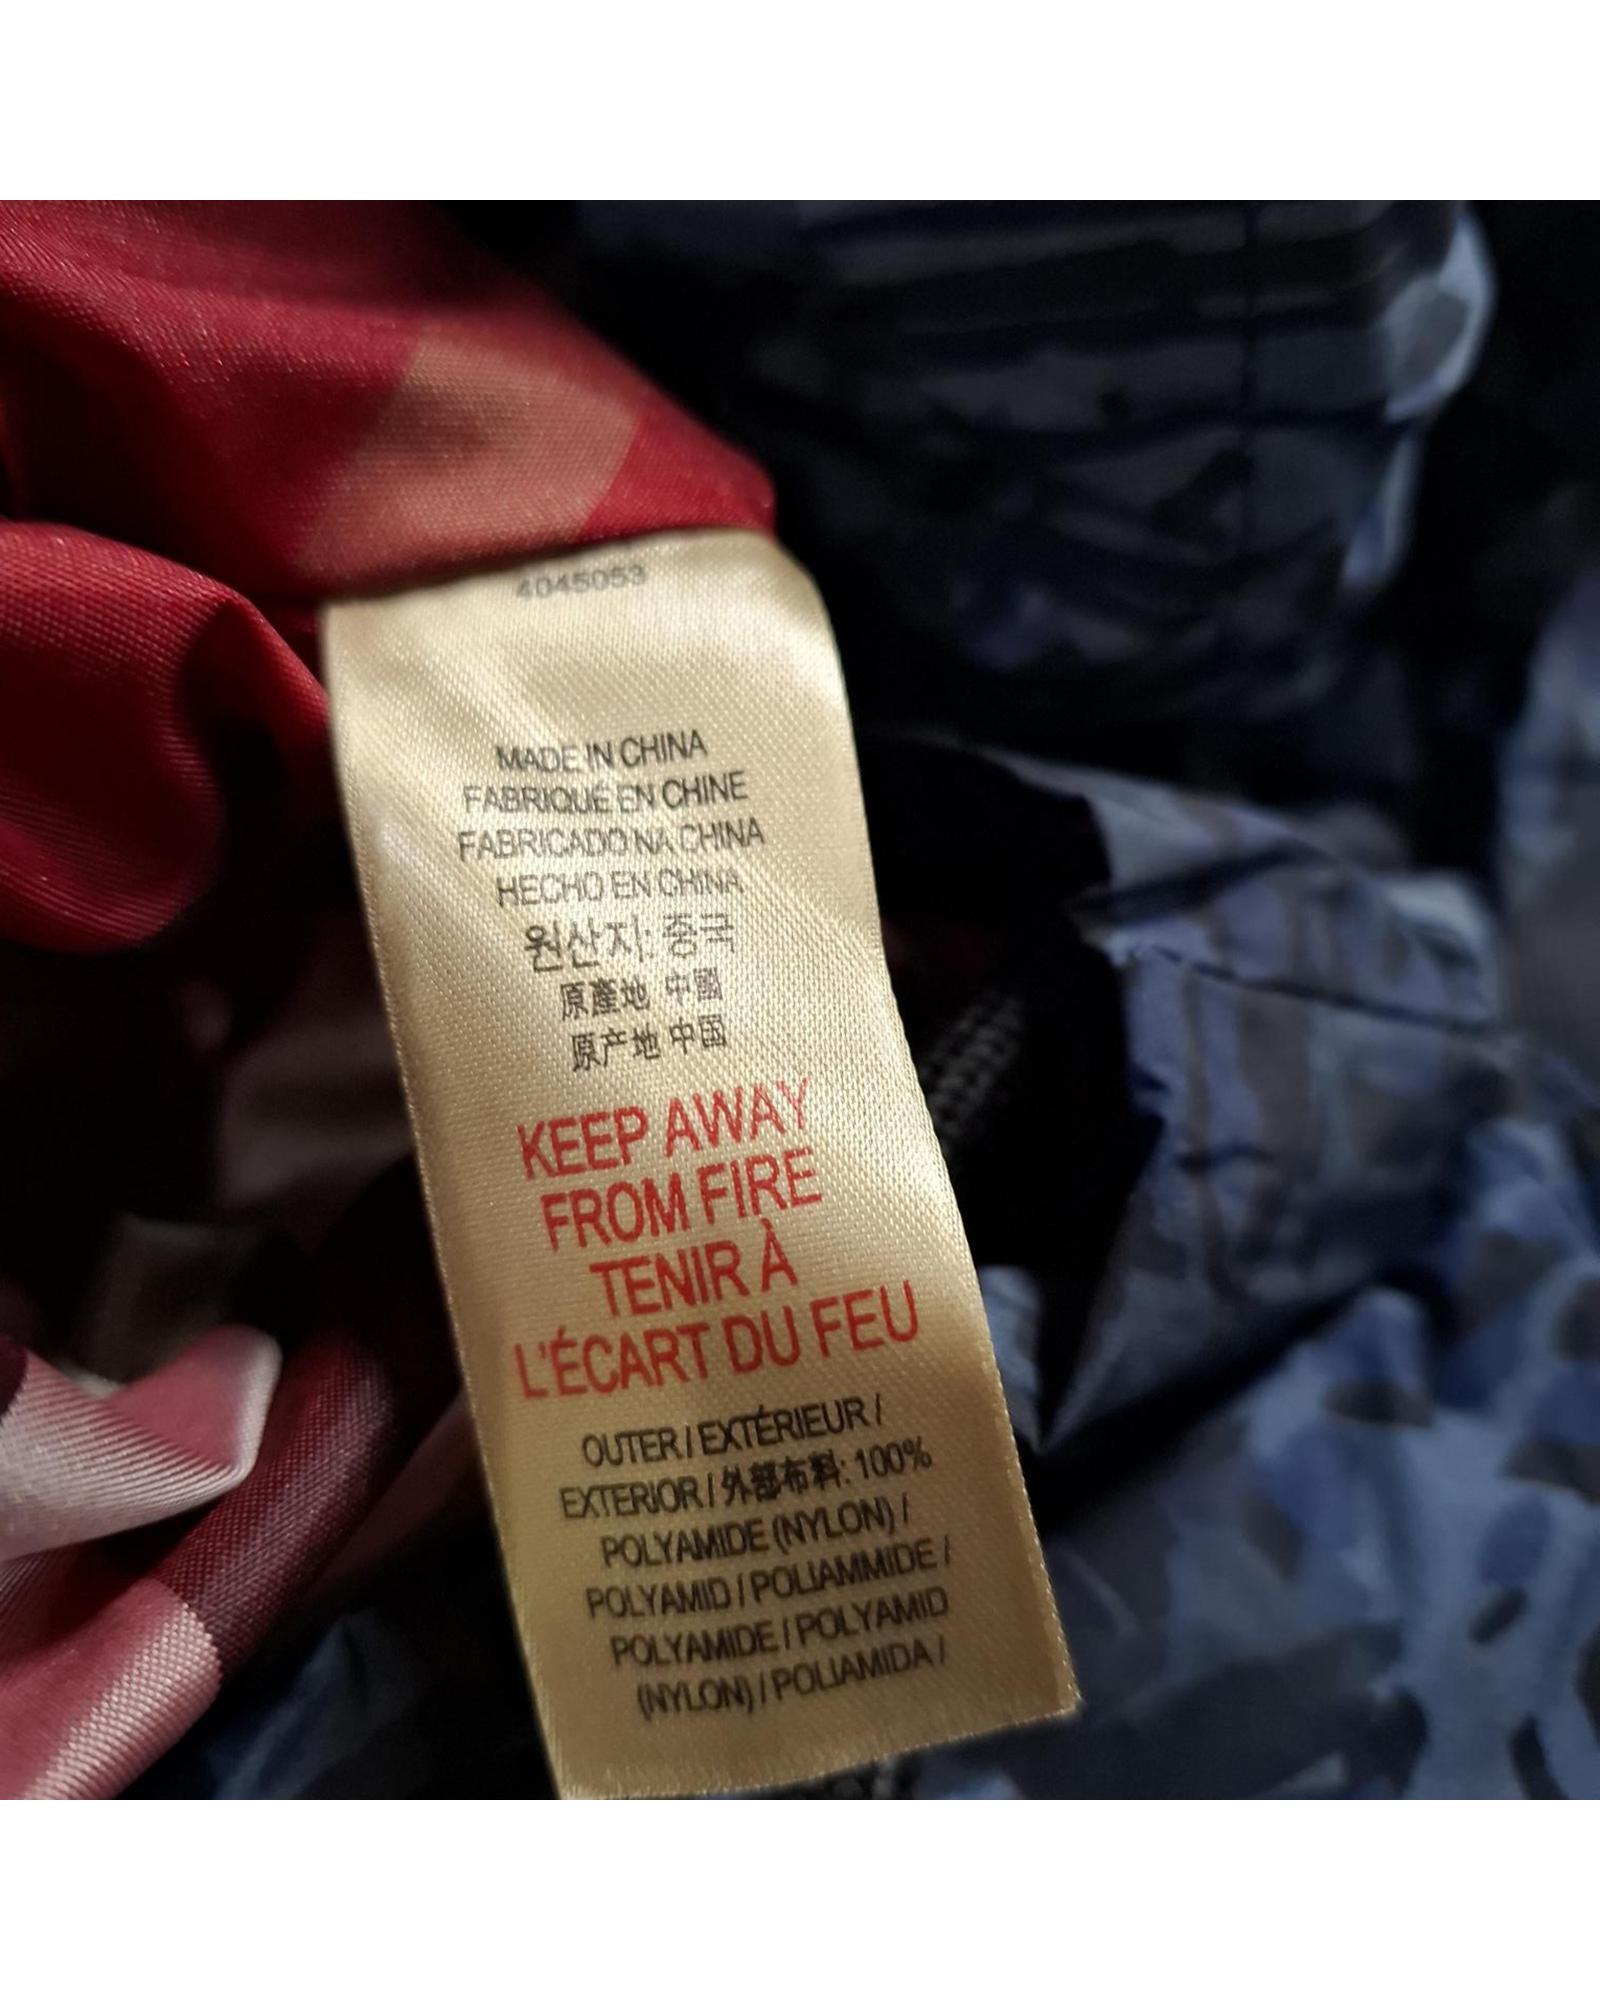 4045053
MADE IN CHINA
FABRIQUÉ EN CHINE
FABRICADO NA CHINA
HECHO EN CHINA
원산지: 중국
原產地 中國
原产地 中国
KEEP AWAY
FROM FIRE
TENIR À
L'ÉCART DU FEU
OUTER / EXTÉRIEUR /
EXTERIOR / 外部布料: 100%
POLYAMIDE (NYLON) /
POLYAMID / POLIAMMIDE /
POLYAMIDE / POLYAMID
(NYLON) / POLIAMIDA /